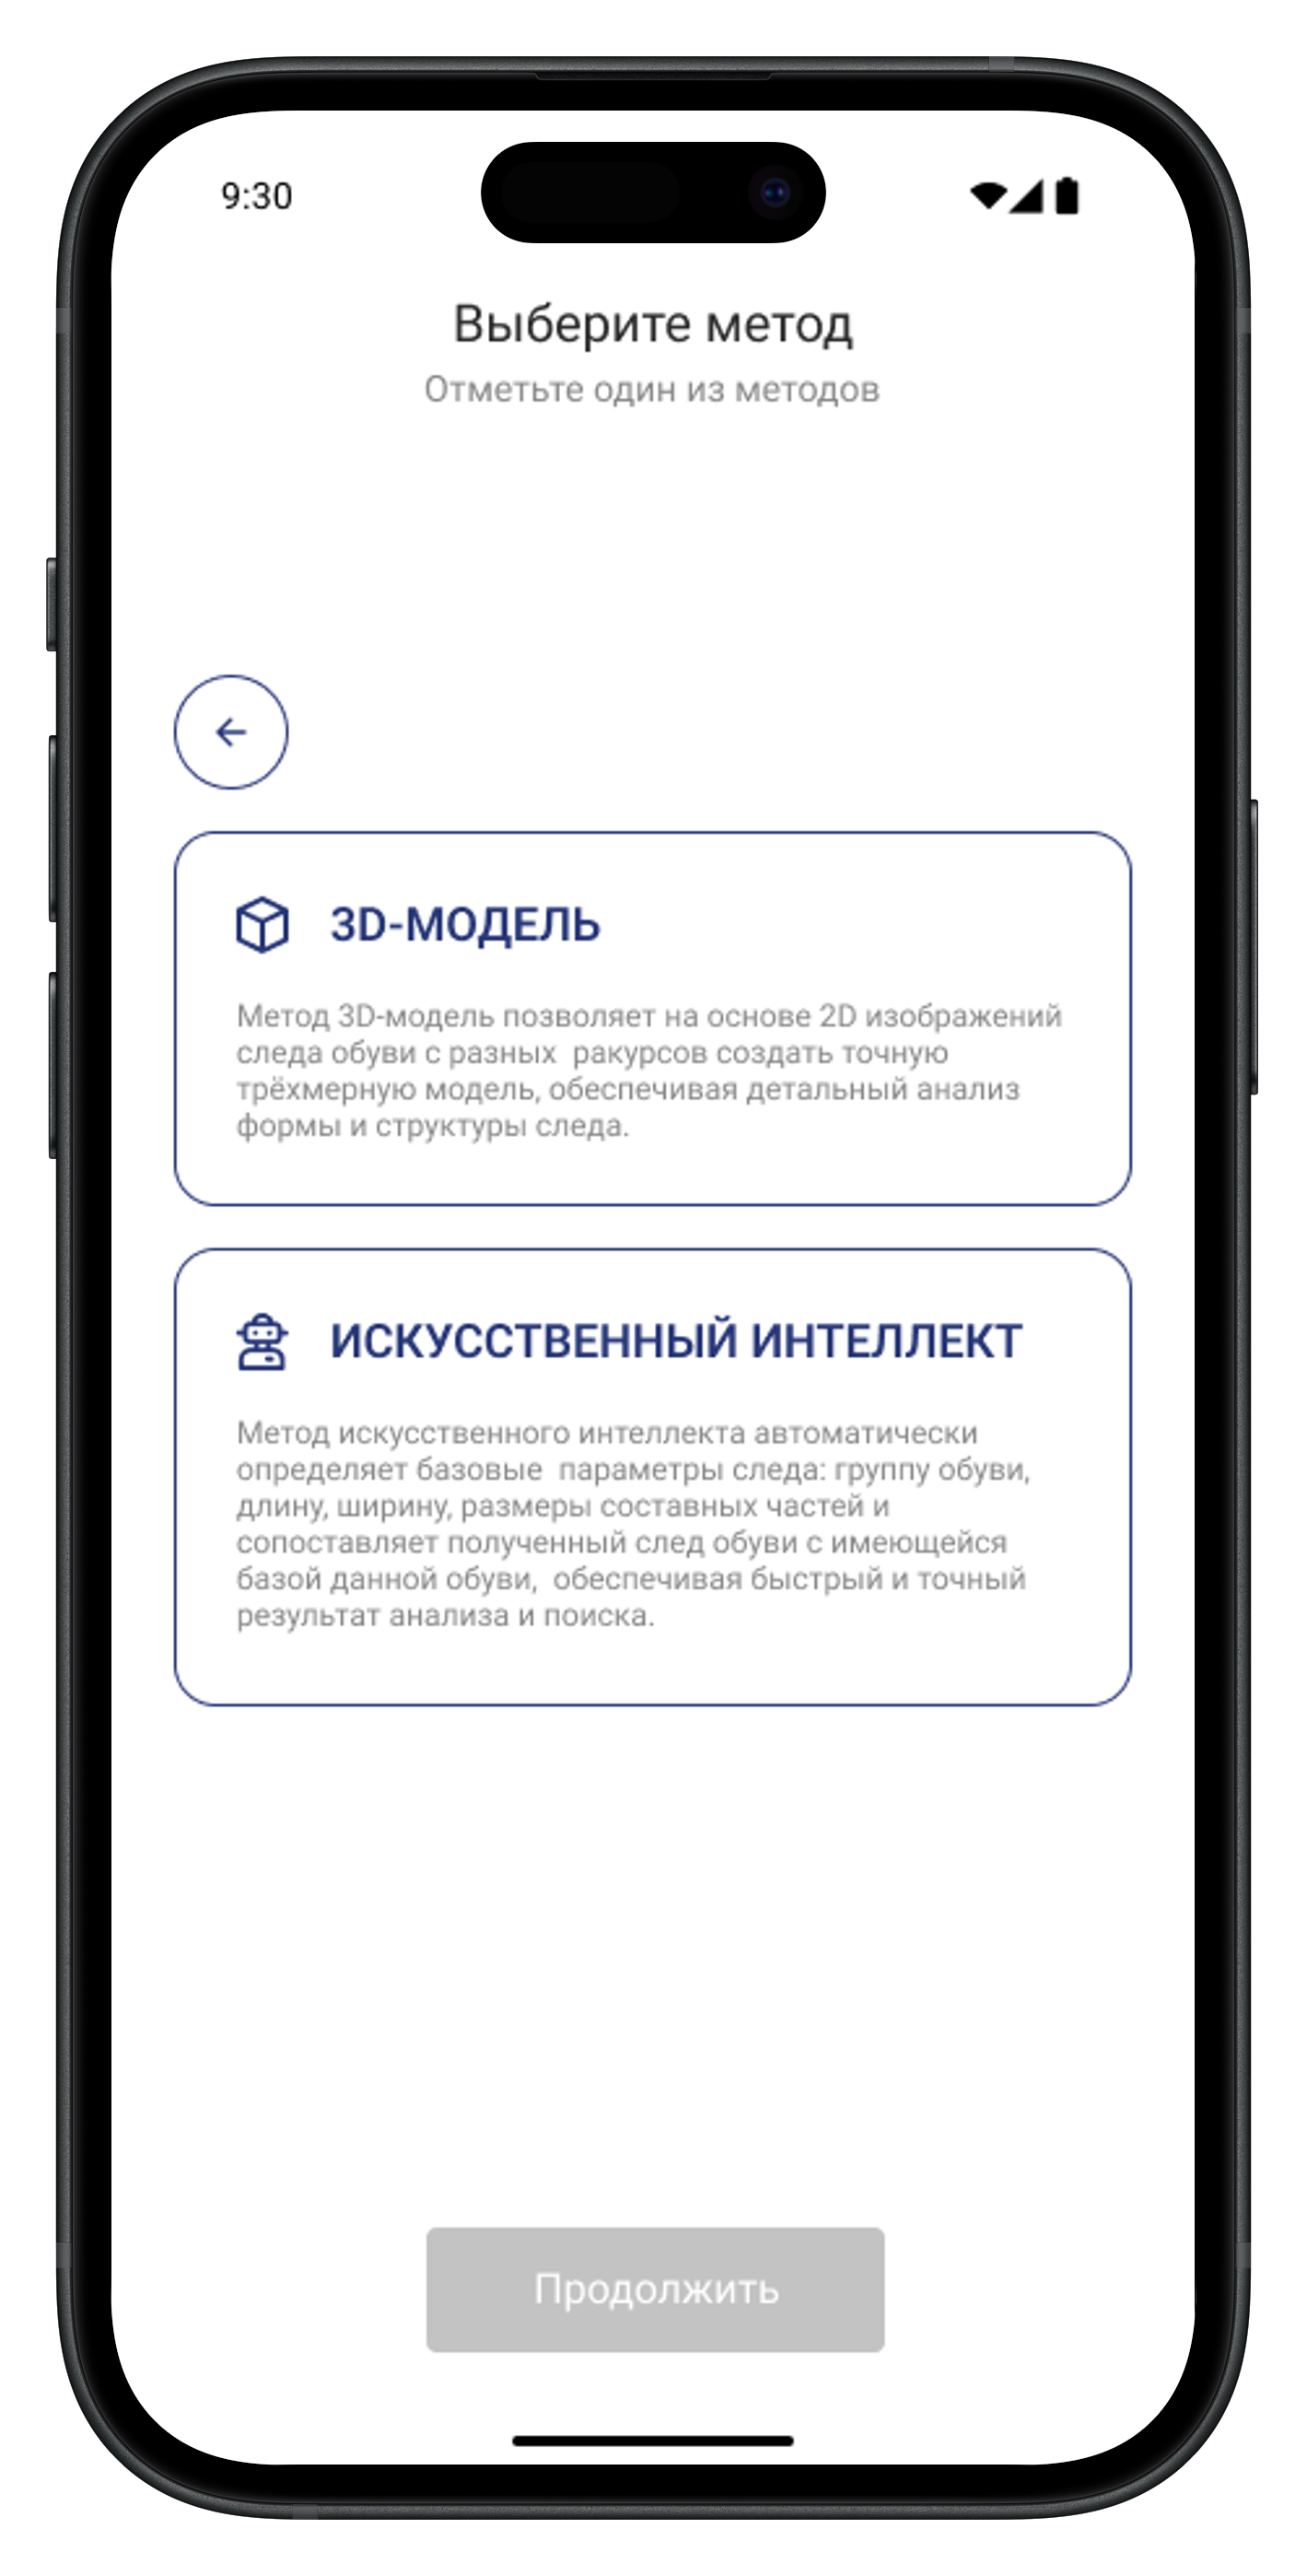 9:30
Выберите метод
Отметьте один из методов
3D-МОДЕЛЬ
Метод 3D-модель позволяет на основе 2D изображений
следа обуви с разных  ракурсов создать точную
трёхмерную модель, обеспечивая детальный анализ
формы и структуры следа.
ИСКУССТВЕННЫЙ ИНТЕЛЛЕКТ
Метод искусственного интеллекта автоматически
определяет базовые  параметры следа: группу обуви,
длину, ширину, размеры составных частей и
сопоставляет полученный след обуви с имеющейся
базой данной обуви,  обеспечивая быстрый и точный
результат анализа и поиска.
Продолжить